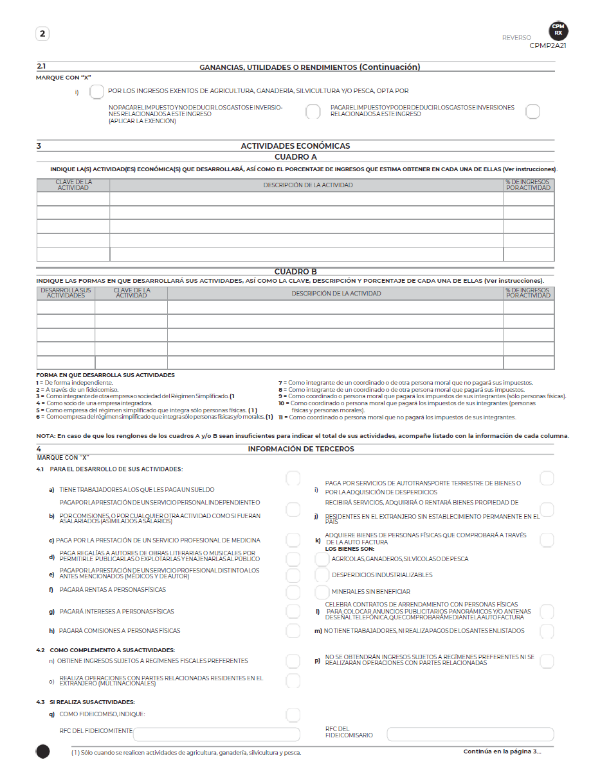 2
REVERSO
CPM
RX
CPMP2A21
2.1 GANANCIAS, UTILIDADES O RENDIMIENTOS (Continuación)
MARQUE CON "X"
i) POR LOS INGRESOS EXENTOS DE AGRICULTURA, GANADERÍA, SILVICULTURA Y/O PESCA, OPTA POR
NO PAGAR EL IMPUESTO Y NO DEDUCIR LOS GASTOS E INVERSIO-
NES RELACIONADOS A ESTE INGRESO
(APLICAR LA EXENCIÓN)
PAGAR EL IMPUESTO Y PODER DEDUCIR LOS GASTOS E INVERSIONES
RELACIONADOS A ESTE INGRESO
3 ACTIVIDADES ECONÓMICAS
CUADRO A
INDIQUE LA(S) ACTIVIDAD(ES) ECONÓMICA(S) QUE DESARROLLARÁ, ASÍ COMO EL PORCENTAJE DE INGRESOS QUE ESTIMA OBTENER EN CADA UNA DE ELLAS (Ver instrucciones).
CLAVE DE LA
ACTIVIDAD
DESCRIPCIÓN DE LA ACTIVIDAD
% DE INGRESOS
POR ACTIVIDAD
CUADRO B
INDIQUE LAS FORMAS EN QUE DESARROLLARÁ SUS ACTIVIDADES, ASÍ COMO LA CLAVE, DESCRIPCIÓN Y PORCENTAJE DE CADA UNA DE ELLAS (Ver instrucciones).
DESARROLLA SUS
ACTIVIDADES
CLAVE DE LA
ACTIVIDAD
DESCRIPCIÓN DE LA ACTIVIDAD
% DE INGRESOS
POR ACTIVIDAD
FORMA EN QUE DESARROLLA SUS ACTIVIDADES
1 = De forma independiente.
2 = A través de un fideicomiso.
3 = Como integrante de otra empresa o sociedad del Régimen Simplificado. (1
4 = Como socio de una empresa integradora.
5 = Como empresa del régimen simplificado que integra sólo personas físicas. (1)
6 = Como empresa del régimen simplificado que integra sólo personas físicas y/o morales. (1)
7 = Como integrante de un coordinado o de otra persona moral que no pagará sus impuestos.
8 = Como integrante de un coordinado o de otra persona moral que pagará sus impuestos.
9 = Como coordinado o persona moral que pagará los impuestos de sus integrantes (sólo personas físicas).
10 = Como coordinado o persona moral que pagará los impuestos de sus integrantes (personas
físicas y personas morales).
11 = Como coordinado o persona moral que no pagará los impuestos de sus integrantes.
NOTA: En caso de que los renglones de los cuadros A y/o B sean insuficientes para indicar el total de sus actividades, acompañe listado con la información de cada columna.
4 INFORMACIÓN DE TERCEROS
MARQUE CON "X"
4.1 PARA EL DESARROLLO DE SUS ACTIVIDADES:
a) TIENE TRABAJADORES A LOS QUE LES PAGA UN SUELDO
PAGA POR LA PRESTACIÓN DE UN SERVICIO PERSONAL INDEPENDIENTE O
b) POR COMISIONES, O POR CUALQUIER OTRA ACTIVIDAD COMO SI FUERAN
ASALARIADOS (ASIMILADOS A SALARIOS)
c) PAGA POR LA PRESTACIÓN DE UN SERVICIO PROFESIONAL DE MEDICINA
d) PAGA REGALÍAS A AUTORES DE OBRAS LITERARIAS O MUSICALES POR
PERMITIRLE PUBLICARLAS O EXPLOTARLAS Y ENAJENARLAS AL PÚBLICO
PAGA POR LA PRESTACIÓN DE UN SERVICIO PROFESIONAL DISTINTO A LOS
e) ANTES MENCIONADOS (MÉDICOS Y DE AUTOR)
f) PAGARÁ RENTAS A PERSONAS FÍSICAS
g) PAGARÁ INTERESES A PERSONAS FÍSICAS
h) PAGARÁ COMISIONES A PERSONAS FÍSICAS
PAGA POR SERVICIOS DE AUTOTRANSPORTE TERRESTRE DE BIENES O
i) POR LA ADQUISICIÓN DE DESPERDICIOS
RECIBIRÁ SERVICIOS, ADQUIRIRÁ O RENTARÁ BIENES PROPIEDAD DE
j) RESIDENTES EN EL EXTRANJERO SIN ESTABLECIMIENTO PERMANENTE EN EL
PAÍS
ADQUIERE BIENES DE PERSONAS FÍSICAS QUE COMPROBARÁ A TRAVÉS
k) DE LA AUTO FACTURA
LOS BIENES SON:
AGRÍCOLAS, GANADEROS, SILVÍCOLAS O DE PESCA
DESPERDICIOS INDUSTRIALIZABLES
MINERALES SIN BENEFICIAR
CELEBRA CONTRATOS DE ARRENDAMIENTO CON PERSONAS FÍSICAS
l) PARA COLOCAR ANUNCIOS PUBLICITARIOS PANORÁMICOS Y/O ANTENAS
DE SEÑAL TELEFÓNICA, QUE COMPROBARÁ MEDIANTE LA AUTO FACTURA
m) NO TIENE TRABAJADORES, NI REALIZA PAGOS DE LOS ANTES ENLISTADOS
4.2 COMO COMPLEMENTO A SUS ACTIVIDADES:
n) OBTIENE INGRESOS SUJETOS A REGÍMENES FISCALES PREFERENTES
o) REALIZA OPERACIONES CON PARTES RELACIONADAS RESIDENTES EN EL
EXTRANJERO (MULTINACIONALES)
p) NO SE OBTENDRÁN INGRESOS SUJETOS A REGÍMENES PREFERENTES NI SE
REALIZARÁN OPERACIONES CON PARTES RELACIONADAS
4.3 SI REALIZA SUS ACTIVIDADES:
q) COMO FIDEICOMISO, INDIQUE:
RFC DEL FIDEICOMITENTE:
RFC DEL
FIDEICOMISARIO
(1) Sólo cuando se realicen actividades de agricultura, ganadería, silvicultura y pesca.
Continúa en la página 3...